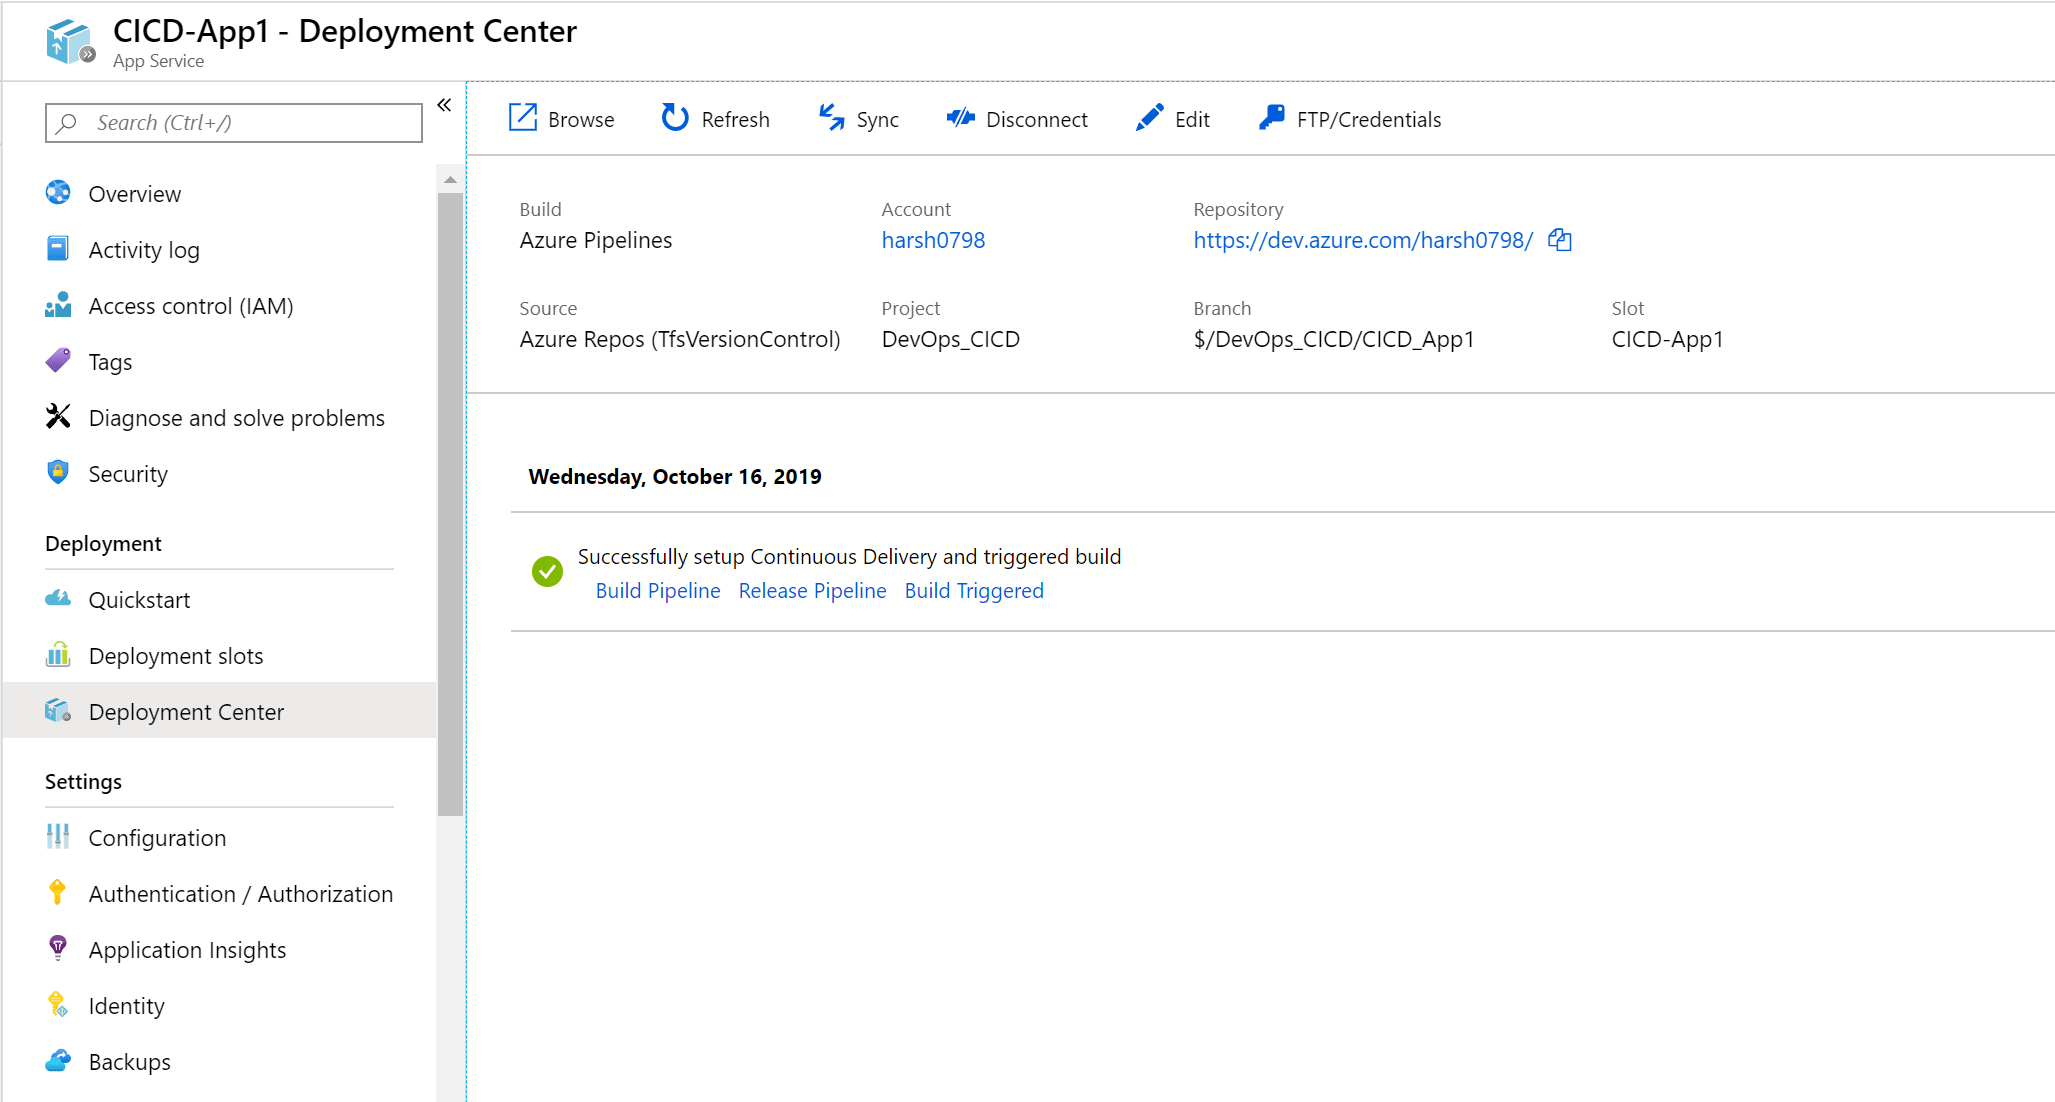 CICD-App1 - Deployment Center
App Service
Search (Ctrl+/)
Overview
Activity log
Access control (IAM)
Tags
Diagnose and solve problems
Security
Deployment
Quickstart
Deployment slots
Deployment Center
Settings
Configuration
Authentication / Authorization
Application Insights
Identity
Backups
Browse Refresh Sync Disconnect Edit FTP/Credentials
Build Account Repository
Azure Pipelines harsh0798 https://dev.azure.com/harsh0798/
Source Project Branch Slot
Azure Repos (TfsVersionControl) DevOps_CICD $/DevOps_CICD/CICD_App1 CICD-App1
Wednesday, October 16, 2019
Successfully setup Continuous Delivery and triggered build
Build Pipeline Release Pipeline Build Triggered